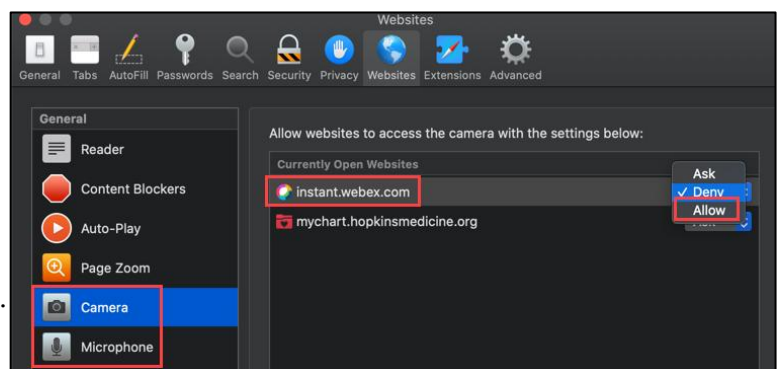 Websites
General Tabs AutoFill Passwords Search Security Privacy Websites Extensions Advanced
General
Reader
Content Blockers
Auto-Play
Page Zoom
Camera
Microphone
Allow websites to access the camera with the settings below:
Currently Open Websites
instant.webex.com
mychart.hopkinsmedicine.org
Ask
✓ Deny
Allow